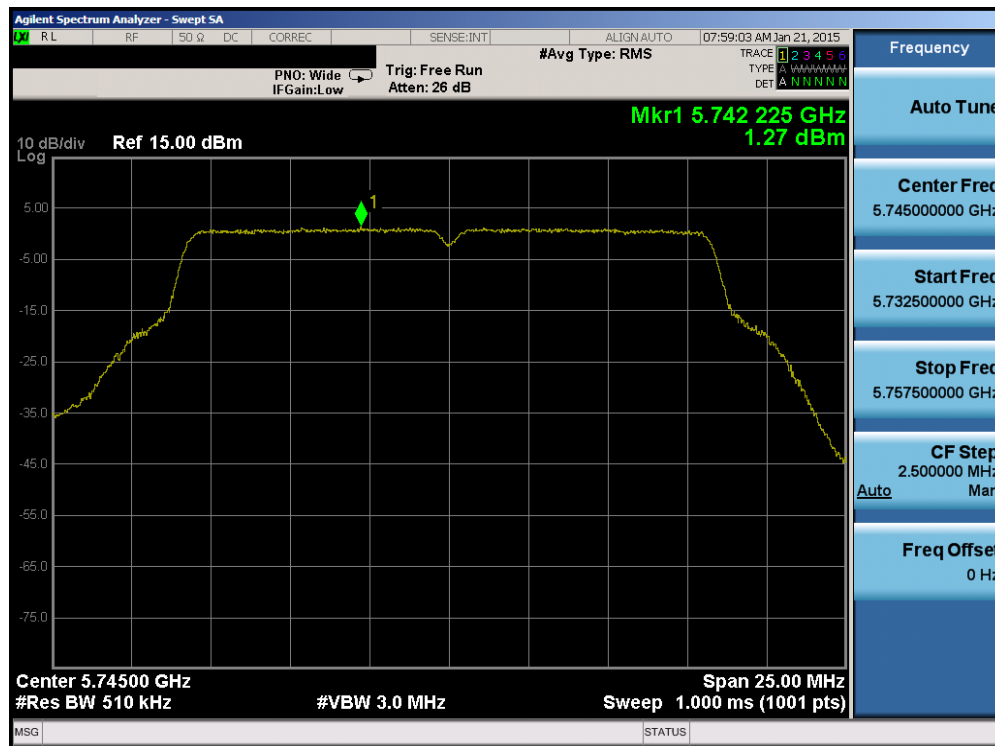 Agilent Spectrum Analyzer - Swept SA
LXI RL RF 50 Ω DC CORREC SENSE:INT ALIGNAUTO 07:59:03 AM Jan 21, 2015
#Avg Type: RMS
PNO: Wide
IFGain:Low
Trig: Free Run
Atten: 26 dB
TRACE 1 2 3 4 5 6
TYPE A WWWWW
DET A N N N N N
Mkr1 5.742 225 GHz
1.27 dBm
10 dB/div Ref 15.00 dBm
Log
1
5.00
-5.00
-15.0
-25.0
-35.0
-45.0
-55.0
-65.0
-75.0
Center 5.74500 GHz Span 25.00 MHz
#Res BW 510 kHz #VBW 3.0 MHz Sweep 1.000 ms (1001 pts)
MSG STATUS
Frequency
Auto Tune
Center Freq
5.745000000 GHz
Start Freq
5.732500000 GHz
Stop Freq
5.757500000 GHz
CF Step
2.500000 MHz
Auto Man
Freq Offset
0 Hz